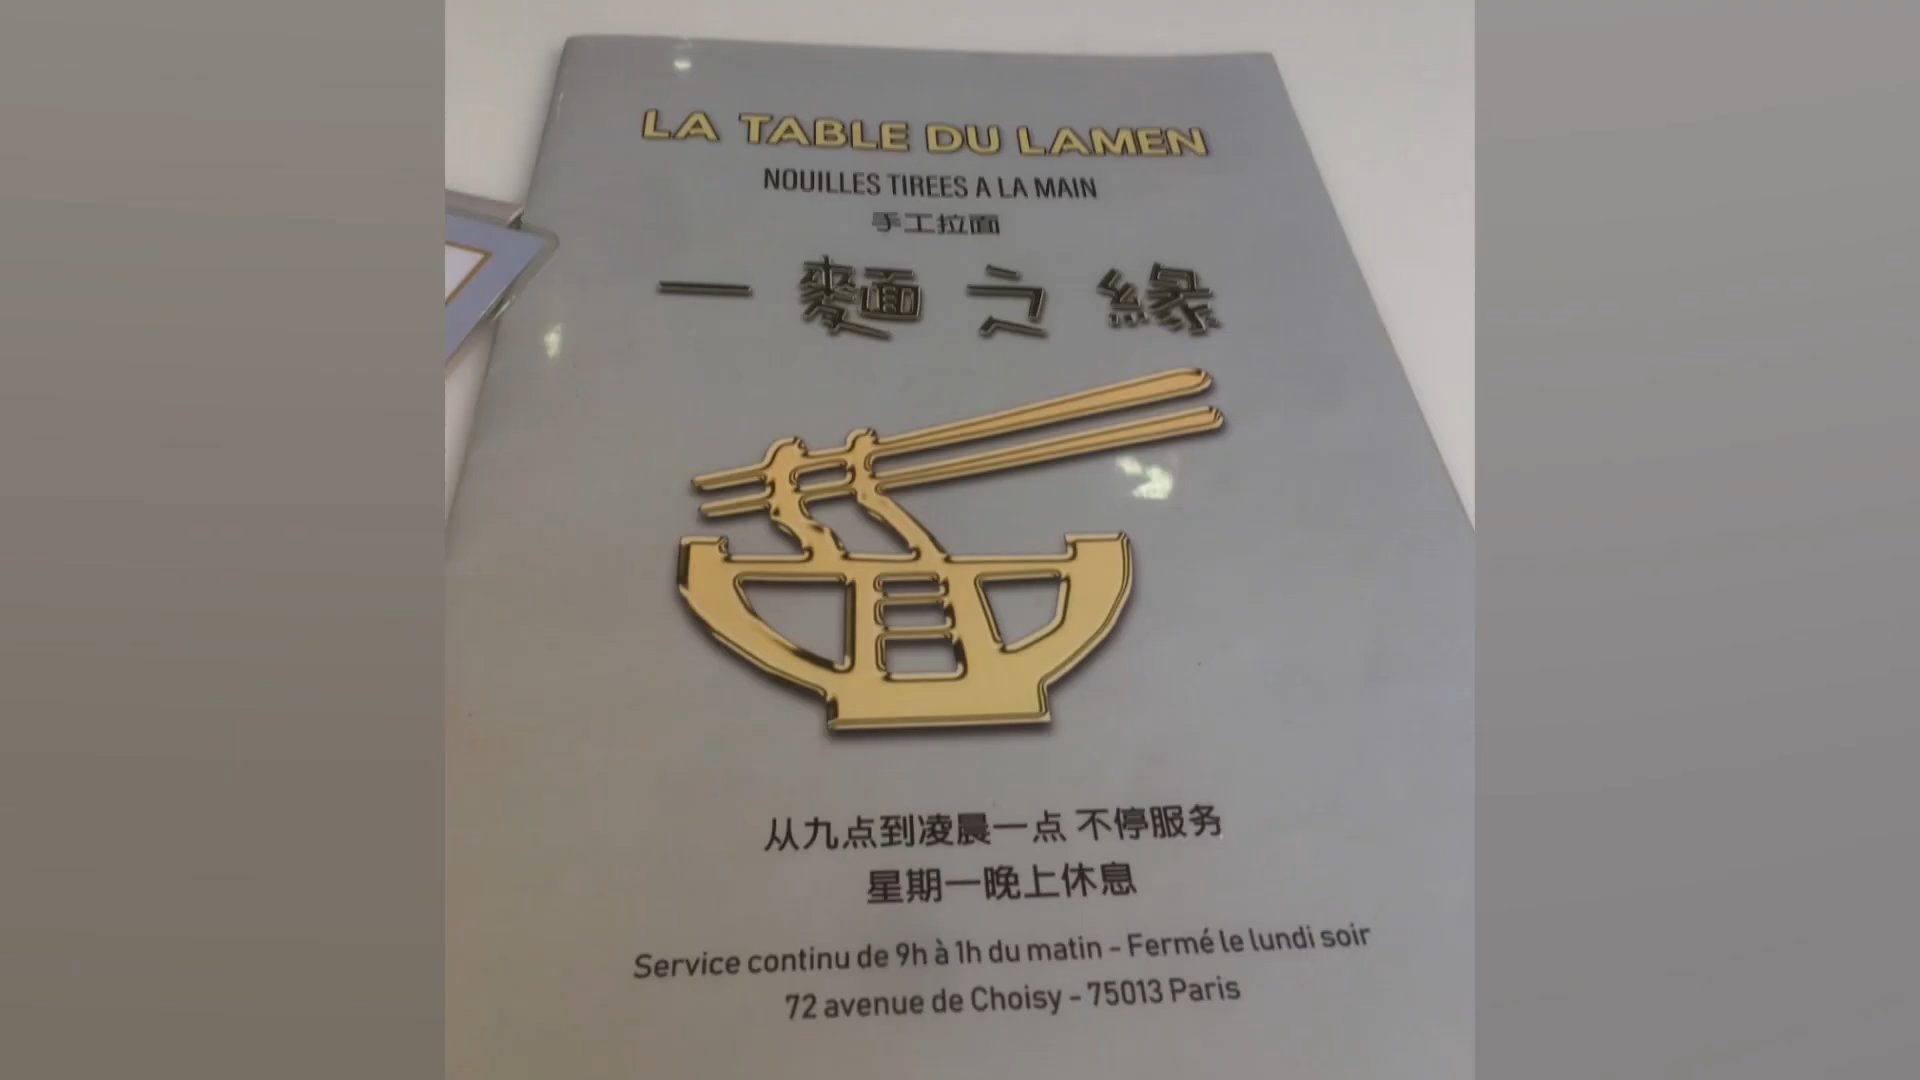 LA TABLE DU LAMEN
NOUILLES TIREES A LA MAIN
手工拉面
一麵之緣
从九点到凌晨一点 不停服务
星期一晚上休息
Service continu de 9h à 1h du matin - Fermé le lundi soir
72 avenue de Choisy - 75013 Paris